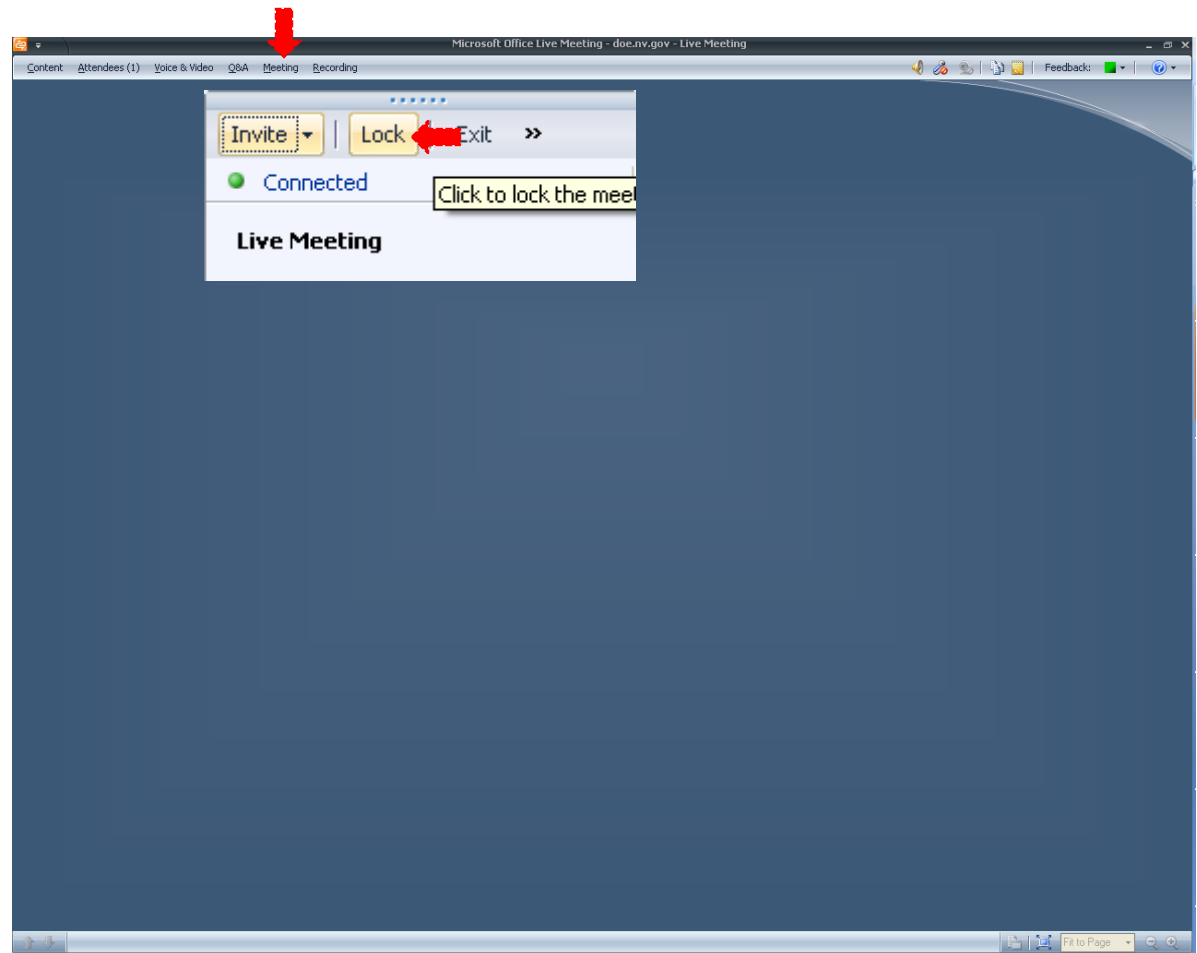 Microsoft Office Live Meeting - doe.nv.gov - Live Meeting
Content Attendees (1) Voice & Video Q&A Meeting Recording Feedback:
Invite Lock Exit »
Connected
Click to lock the
Live Meeting
Fit to Page